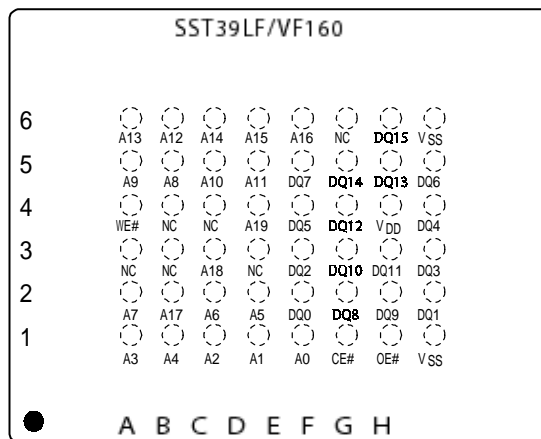 SST39LF/VF160
6
A13 A12 A14 A15 A16 NC DQ15 VSS
5
A9 A8 A10 A11 DQ7 DQ14 DQ13 DQ6
4
WE# NC NC A19 DQ5 DQ12 VDD DQ4
3
NC NC A18 NC DQ2 DQ10 DQ11 DQ3
2
A7 A17 A6 A5 DQ0 DQ8 DQ9 DQ1
1
A3 A4 A2 A1 A0 CE# OE# VSS
A B C D E F G H